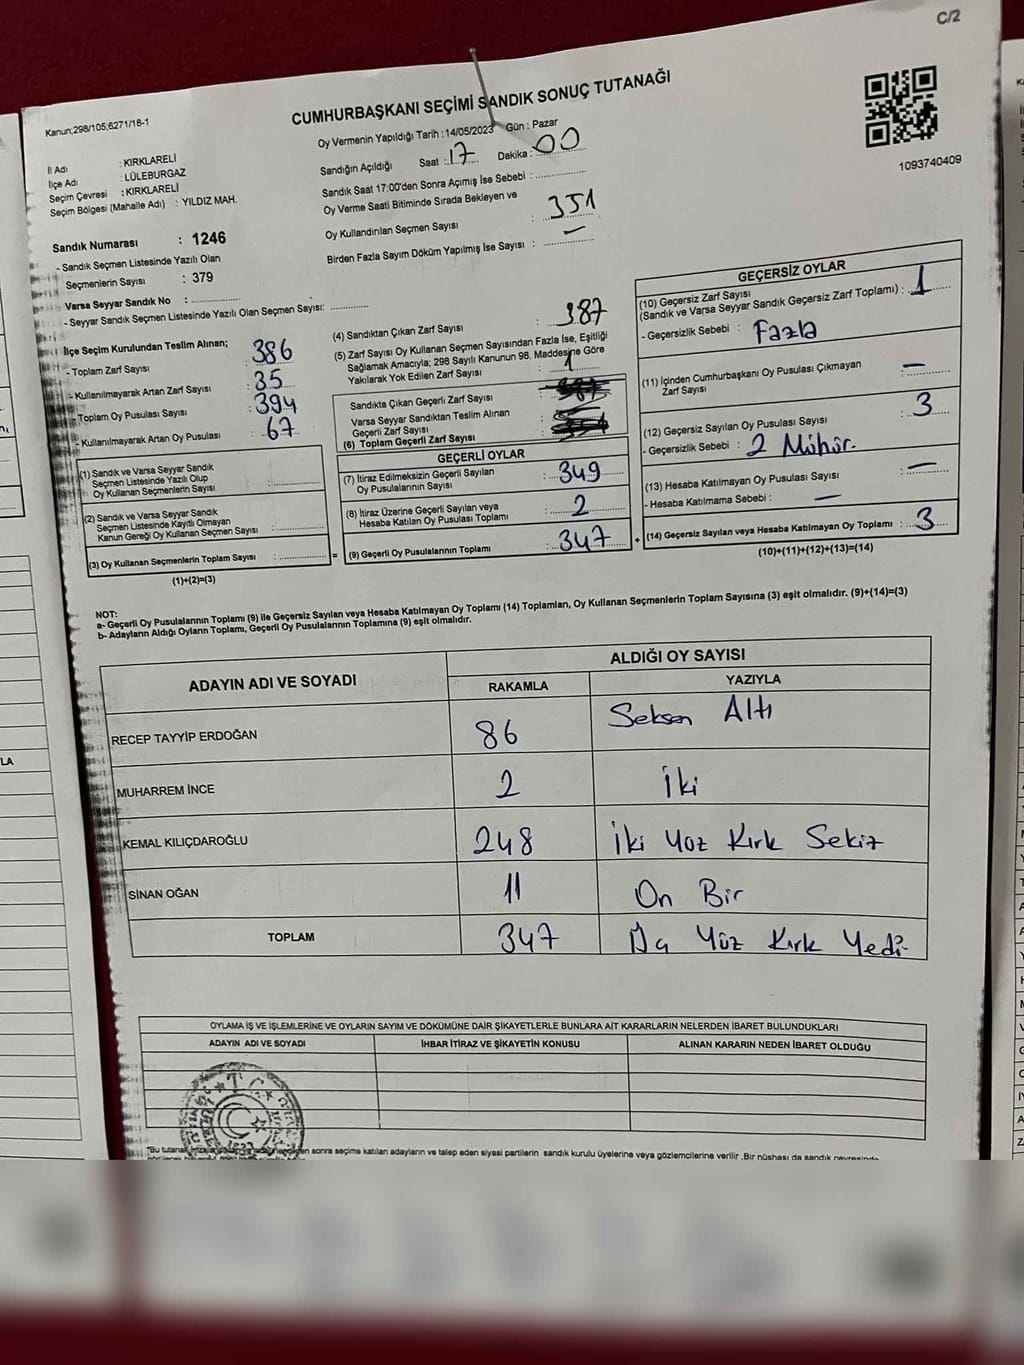 C/2
Kanun;298/105;6271/18-1
CUMHURBAŞKANI SEÇİMİ SANDIK SONUÇ TUTANAĞI
Oy Vermenin Yapıldığı Tarih :14/05/2023 Gün : Pazar
1093740409
İl Adı : KIRKLARELİ
İlçe Adı : LÜLEBURGAZ
Seçim Çevresi : KIRKLARELİ
Seçim Bölgesi (Mahalle Adı) : YILDIZ MAH.
Sandığın Açıldığı Saat : 17 Dakika : 00
Sandık Saat 17:00'den Sonra Açımış İse Sebebi :
Oy Verme Saati Bitiminde Sırada Bekleyen ve
Oy Kullandırılan Seçmen Sayısı : 351
Birden Fazla Sayım Döküm Yapılmış İse Sayısı : —
Sandık Numarası : 1246
- Sandık Seçmen Listesinde Yazılı Olan
Seçmenlerin Sayısı : 379
Varsa Seyyar Sandık No :
- Seyyar Sandık Seçmen Listesinde Yazılı Olan Seçmen Sayısı:
İlçe Seçim Kurulundan Teslim Alınan;
- Toplam Zarf Sayısı : 386
- Kullanılmayarak Artan Zarf Sayısı : 35
- Toplam Oy Pusulası Sayısı : 394
- Kullanılmayarak Artan Oy Pusulası : 67
(1) Sandık ve Varsa Seyyar Sandık
Seçmen Listesinde Yazılı Olup
Oy Kullanan Seçmenlerin Sayısı :
(2) Sandık ve Varsa Seyyar Sandık
Seçmen Listesinde Kayıtlı Olmayan
Kanun Gereği Oy Kullanan Seçmen Sayısı :
(3) Oy Kullanan Seçmenlerin Toplam Sayısı : =
(1)+(2)=(3)
(4) Sandıktan Çıkan Zarf Sayısı : 387
(5) Zarf Sayısı Oy Kullanan Seçmen Sayısından Fazla İse, Eşitliği
Sağlamak Amacıyla; 298 Sayılı Kanunun 98. Maddesine Göre
Yakılarak Yok Edilen Zarf Sayısı : 1
Sandıkta Çıkan Geçerli Zarf Sayısı :
Varsa Seyyar Sandıktan Teslim Alınan
Geçerli Zarf Sayısı
(6) Toplam Geçerli Zarf Sayısı
GEÇERLİ OYLAR
(7) İtiraz Edilmeksizin Geçerli Sayılan
Oy Pusulalarının Sayısı : 349
(8) İtiraz Üzerine Geçerli Sayılan veya
Hesaba Katılan Oy Pusulası Toplamı : 2
(9) Geçerli Oy Pusulalarının Toplamı : 347 +
GEÇERSİZ OYLAR
(10) Geçersiz Zarf Sayısı
(Sandık ve Varsa Seyyar Sandık Geçersiz Zarf Toplamı) : 1
- Geçersizlik Sebebi : Fazla
(11) İçinden Cumhurbaşkanı Oy Pusulası Çıkmayan
Zarf Sayısı : —
(12) Geçersiz Sayılan Oy Pusulası Sayısı : 3
- Geçersizlik Sebebi : 2 Mühür.
(13) Hesaba Katılmayan Oy Pusulası Sayısı : —
- Hesaba Katılmama Sebebi : —
(14) Geçersiz Sayılan veya Hesaba Katılmayan Oy Toplamı : 3
(10)+(11)+(12)+(13)=(14)
NOT:
a- Geçerli Oy Pusulalarının Toplamı (9) ile Geçersiz Sayılan veya Hesaba Katılmayan Oy Toplamı (14) Toplamları, Oy Kullanan Seçmenlerin Toplam Sayısına (3) eşit olmalıdır. (9)+(14)=(3)
b- Adayların Aldığı Oyların Toplamı, Geçerli Oy Pusulalarının Toplamına (9) eşit olmalıdır.
ADAYIN ADI VE SOYADI
ALDIĞI OY SAYISI
RAKAMLA YAZIYLA
RECEP TAYYİP ERDOĞAN 86 Seksen Altı
MUHARREM İNCE 2 İki
KEMAL KILIÇDAROĞLU 248 İki Yüz Kırk Sekiz
SİNAN OĞAN 11 On Bir
TOPLAM 347 Yüz Kırk Yedi
OYLAMA İŞ VE İŞLEMLERİNE VE OYLARIN SAYIM VE DÖKÜMÜNE DAİR ŞİKAYETLERLE BUNLARA AİT KARARLARIN NELERDEN İBARET BULUNDUKLARI
ADAYIN ADI VE SOYADI İHBAR İTİRAZ VE ŞİKAYETİN KONUSU ALINAN KARARIN NEDEN İBARET OLDUĞU
sonra seçime katılan adayların ve talep eden siyasi partilerin sandık kurulu üyelerine veya gözlemcilerine verilir .Bir nüshası da sandık